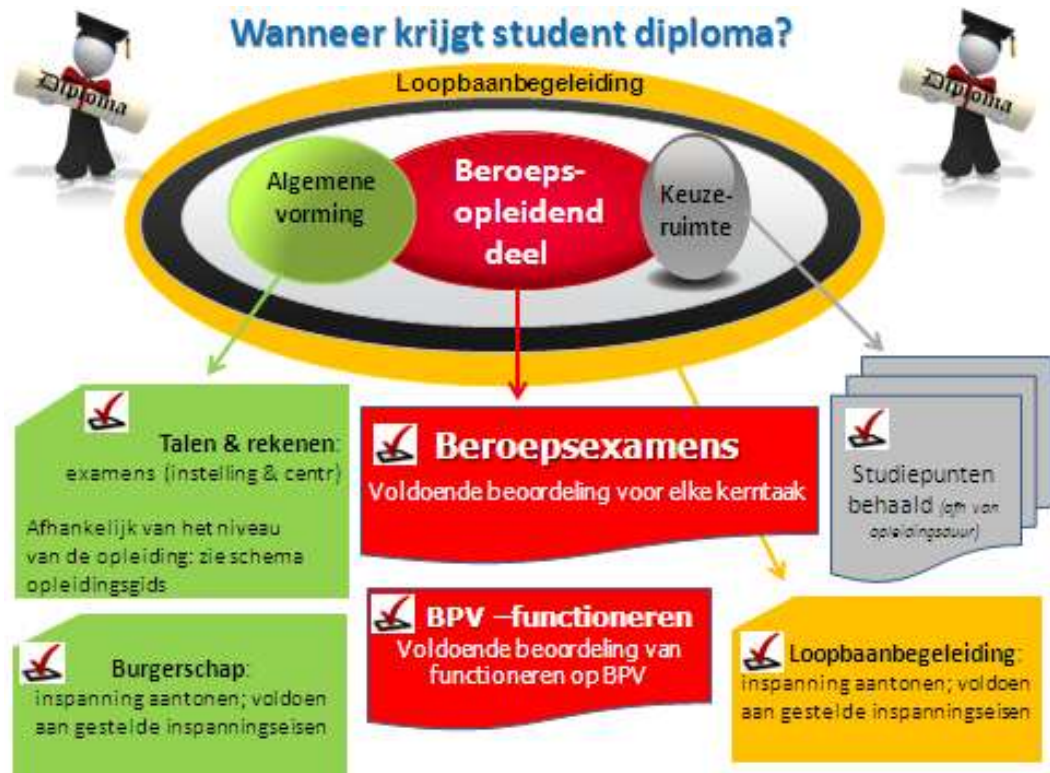 Wanneer krijgt student diploma?
Diploma
Diploma
Loopbaanbegeleiding
Algemene
vorming
Beroeps-
opleidend
deel
Keuze-
ruimte
Talen & rekenen:
examens (instelling & centr)
Afhankelijk van het niveau
van de opleiding: zie schema
opleidingsgids
Beroepsexamens
Voldoende beoordeling voor elke kerntaak
Studiepunten
behaald (afh van
opleidingsduur)
Burgerschap:
inspanning aantonen; voldoen
aan gestelde inspanningseisen
BPV –functioneren
Voldoende beoordeling van
functioneren op BPV
Loopbaanbegeleiding:
inspanning aantonen; voldoen
aan gestelde inspanningseisen